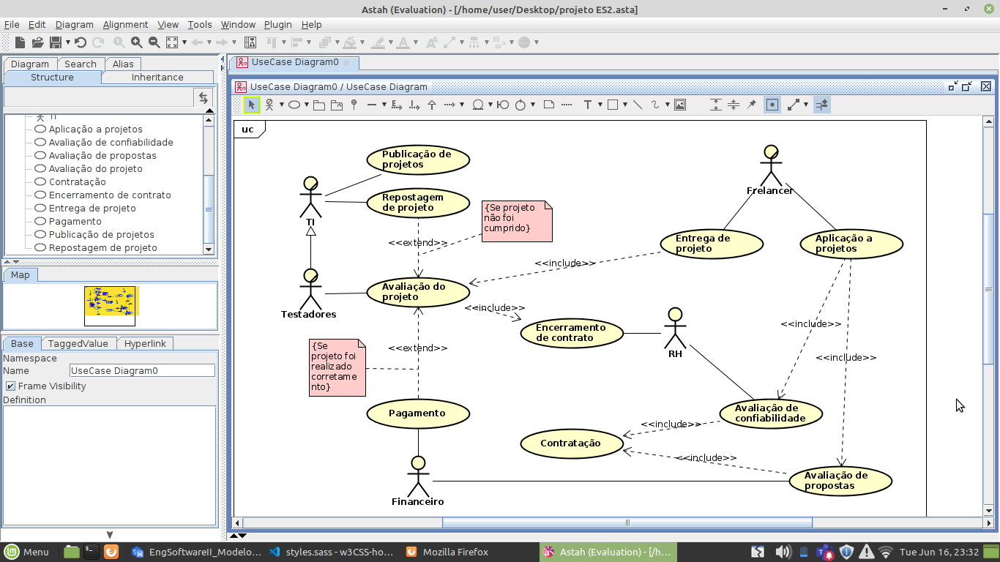 Astah (Evaluation) - [/home/user/Desktop/projeto ES2.asta]
File Edit Diagram Alignment View Tools Window Plugin Help
Diagram Search Alias
Structure Inheritance
TI
Aplicação a projetos
Avaliação de confiabilidade
Avaliação de propostas
Avaliação do projeto
Contratação
Encerramento de contrato
Entrega de projeto
Pagamento
Publicação de projetos
Repostagem de projeto
Map
Base TaggedValue Hyperlink
Namespace
Name UseCase Diagram0
Frame Visibility
Definition
UseCase Diagram0
UseCase Diagram0 / UseCase Diagram
uc
Publicação de
projetos
Repostagem
de projeto
{Se projeto
não foi
cumprido}
TI
<<extend>>
Frelancer
Entrega de
projeto
Aplicação a
projetos
<<include>>
Avaliação do
projeto
Testadores
<<include>>
Encerramento
de contrato
RH
<<include>>
<<include>>
{Se
projeto foi
realizado
corretame
nto}
<<extend>>
Pagamento
Avaliação de
confiabilidade
<<include>>
Contratação
<<include>>
Avaliação de
propostas
Financeiro
Menu EngSoftwareII_Modelo... styles.sass - w3CSS-ho... Mozilla Firefox Astah (Evaluation) - [/h... Tue Jun 16, 23:32